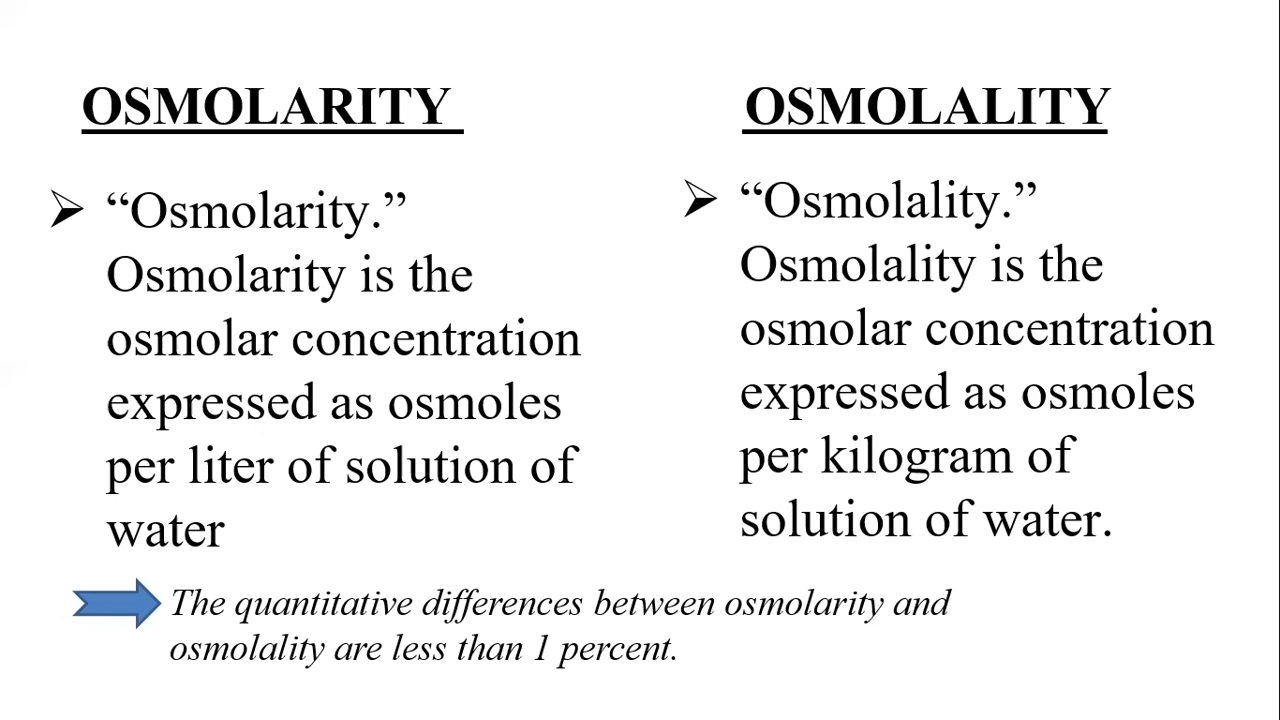 OSMOLARITY
“Osmolarity.”
Osmolarity is the
osmolar concentration
expressed as osmoles
per liter of solution of
water
OSMOLALITY
“Osmolality.”
Osmolality is the
osmolar concentration
expressed as osmoles
per kilogram of
solution of water.
The quantitative differences between osmolarity and
osmolality are less than 1 percent.